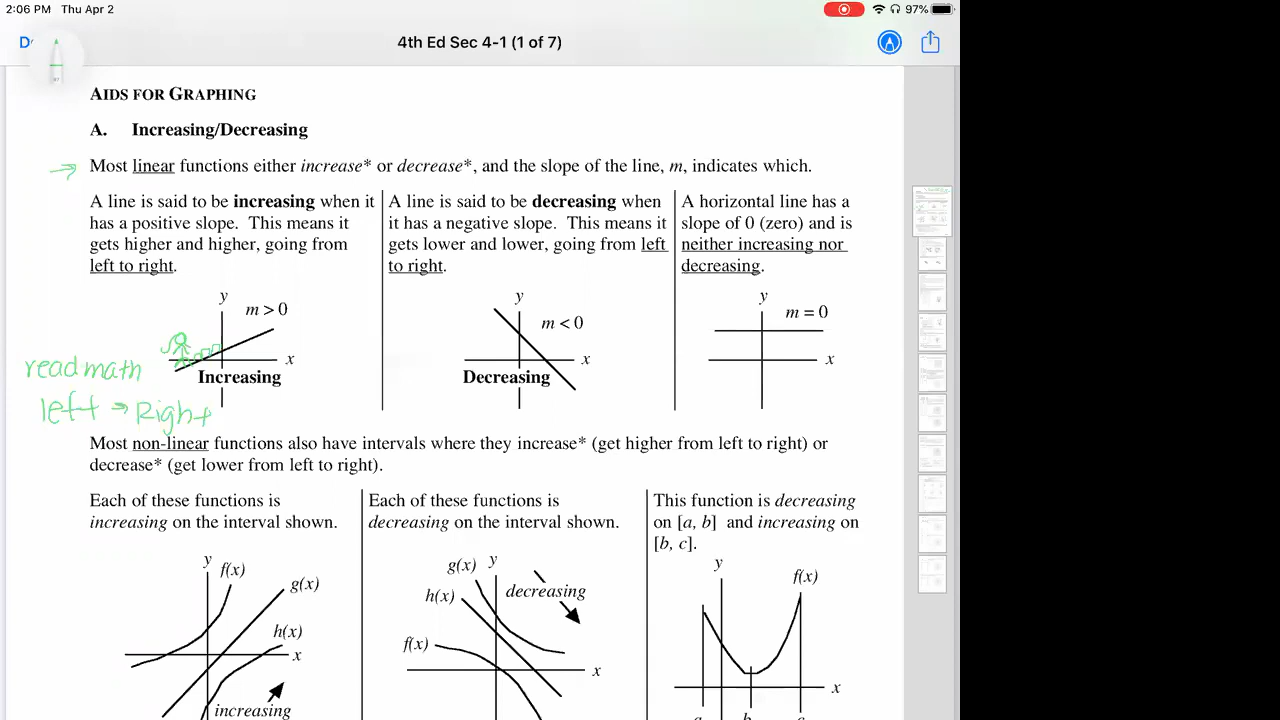 2:06 PM Thu Apr 2
97%
4th Ed Sec 4-1 (1 of 7)
AIDS FOR GRAPHING
A. Increasing/Decreasing
Most linear functions either increase* or decrease*, and the slope of the line, m, indicates which.
A line is said to be increasing when it
has a positive slope. This means it
gets higher and higher, going from
left to right.
y
m > 0
x
Increasing
A line is said to be decreasing when
it has a negative slope. This means it
gets lower and lower, going from left
to right.
y
m < 0
x
Decreasing
A horizontal line has a
slope of 0 (zero) and is
neither increasing nor
decreasing.
y
m = 0
x
read math
left → Right
Most non-linear functions also have intervals where they increase* (get higher from left to right) or
decrease* (get lower from left to right).
Each of these functions is
increasing on the interval shown.
y
f(x)
g(x)
h(x)
x
increasing
Each of these functions is
decreasing on the interval shown.
g(x) y
decreasing
h(x)
f(x)
x
This function is decreasing
on [a, b] and increasing on
[b, c].
y
f(x)
x